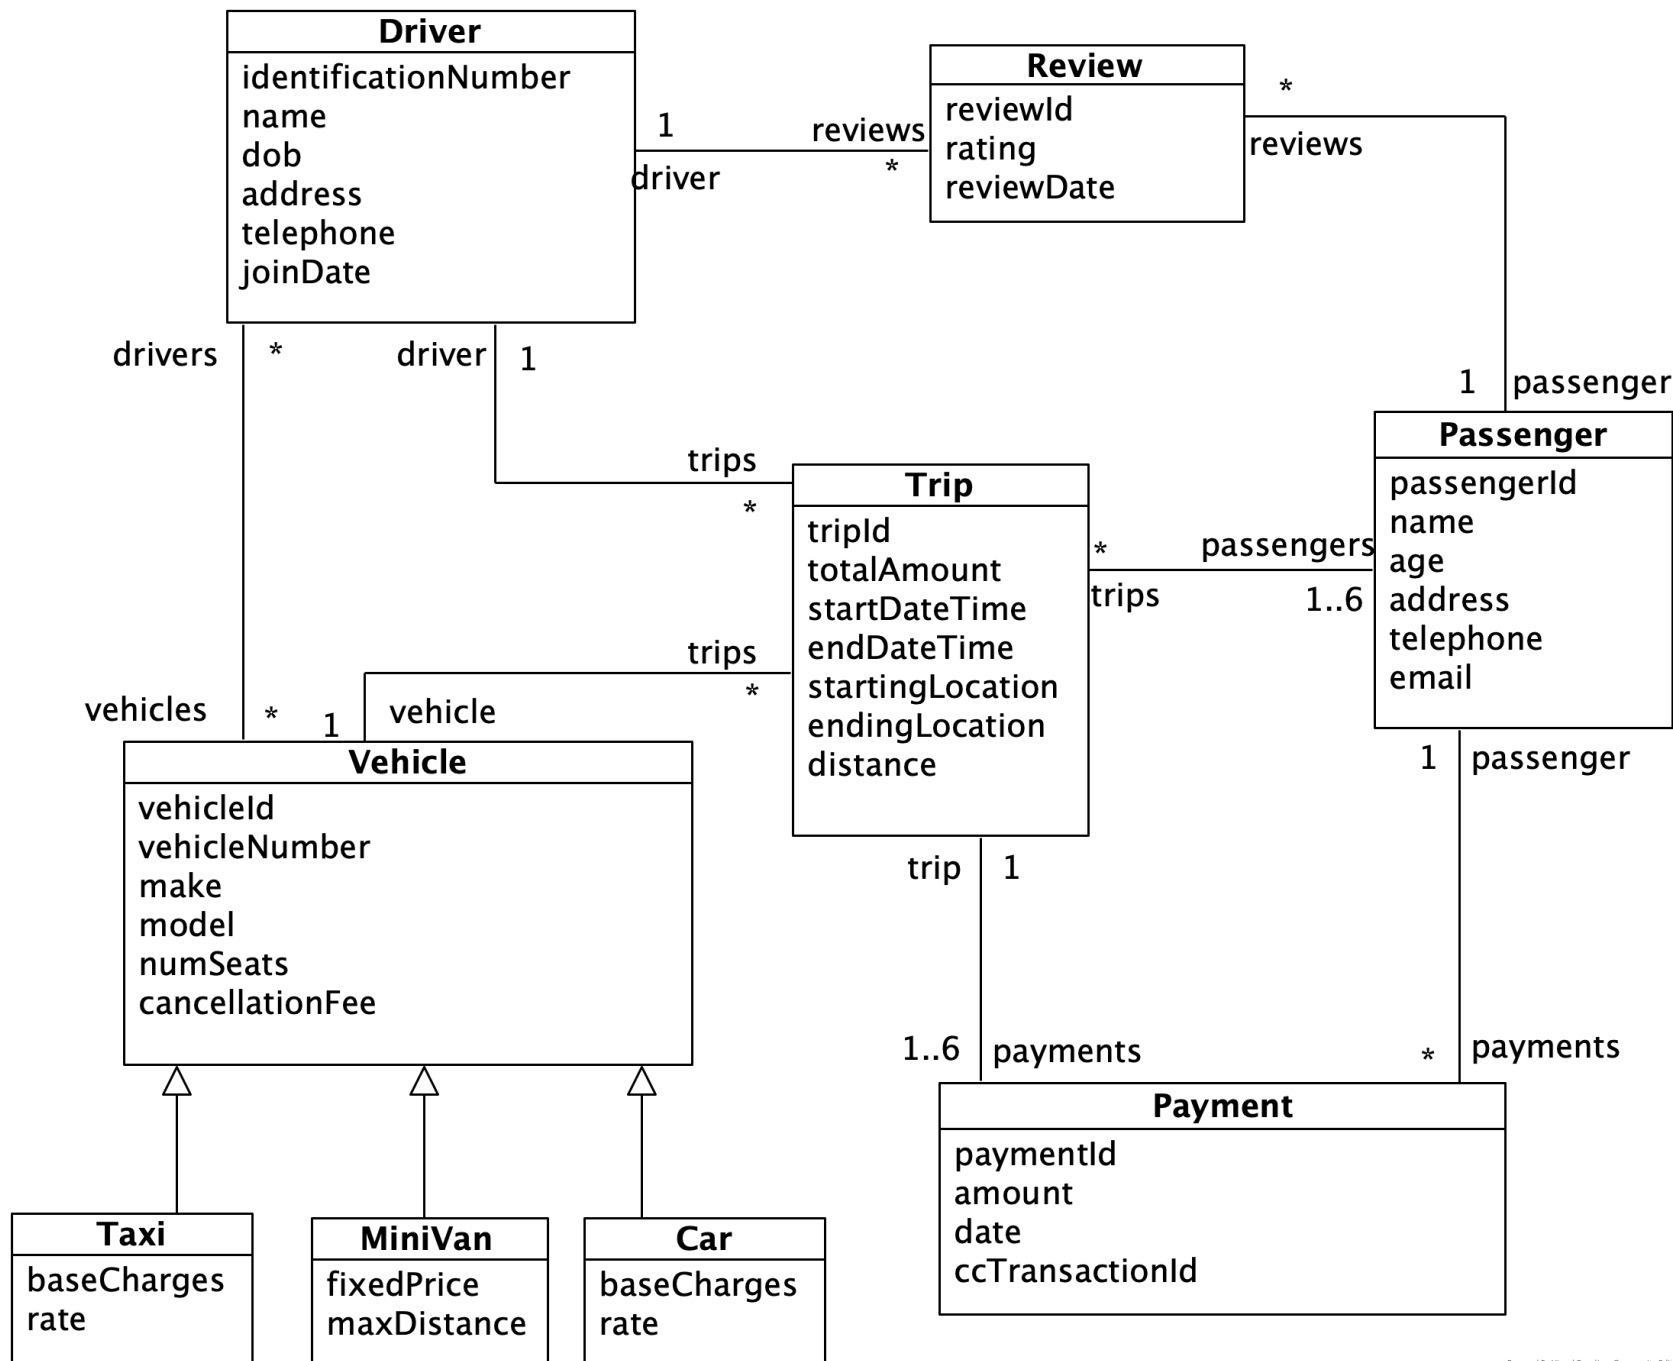 Driver
identificationNumber
name
dob
address
telephone
joinDate
Review
reviewId
rating
reviewDate
1
driver
reviews
*
*
reviews
1
passenger
drivers
*
driver
1
trips
*
Trip
tripId
totalAmount
startDateTime
endDateTime
startingLocation
endingLocation
distance
*
trips
passengers
1..6
Passenger
passengerId
name
age
address
telephone
email
trips
*
vehicles
*
1
vehicle
Vehicle
vehicleId
vehicleNumber
make
model
numSeats
cancellationFee
trip
1
1
passenger
1..6
payments
*
payments
Payment
paymentId
amount
date
ccTransactionId
Taxi
baseCharges
rate
MiniVan
fixedPrice
maxDistance
Car
baseCharges
rate